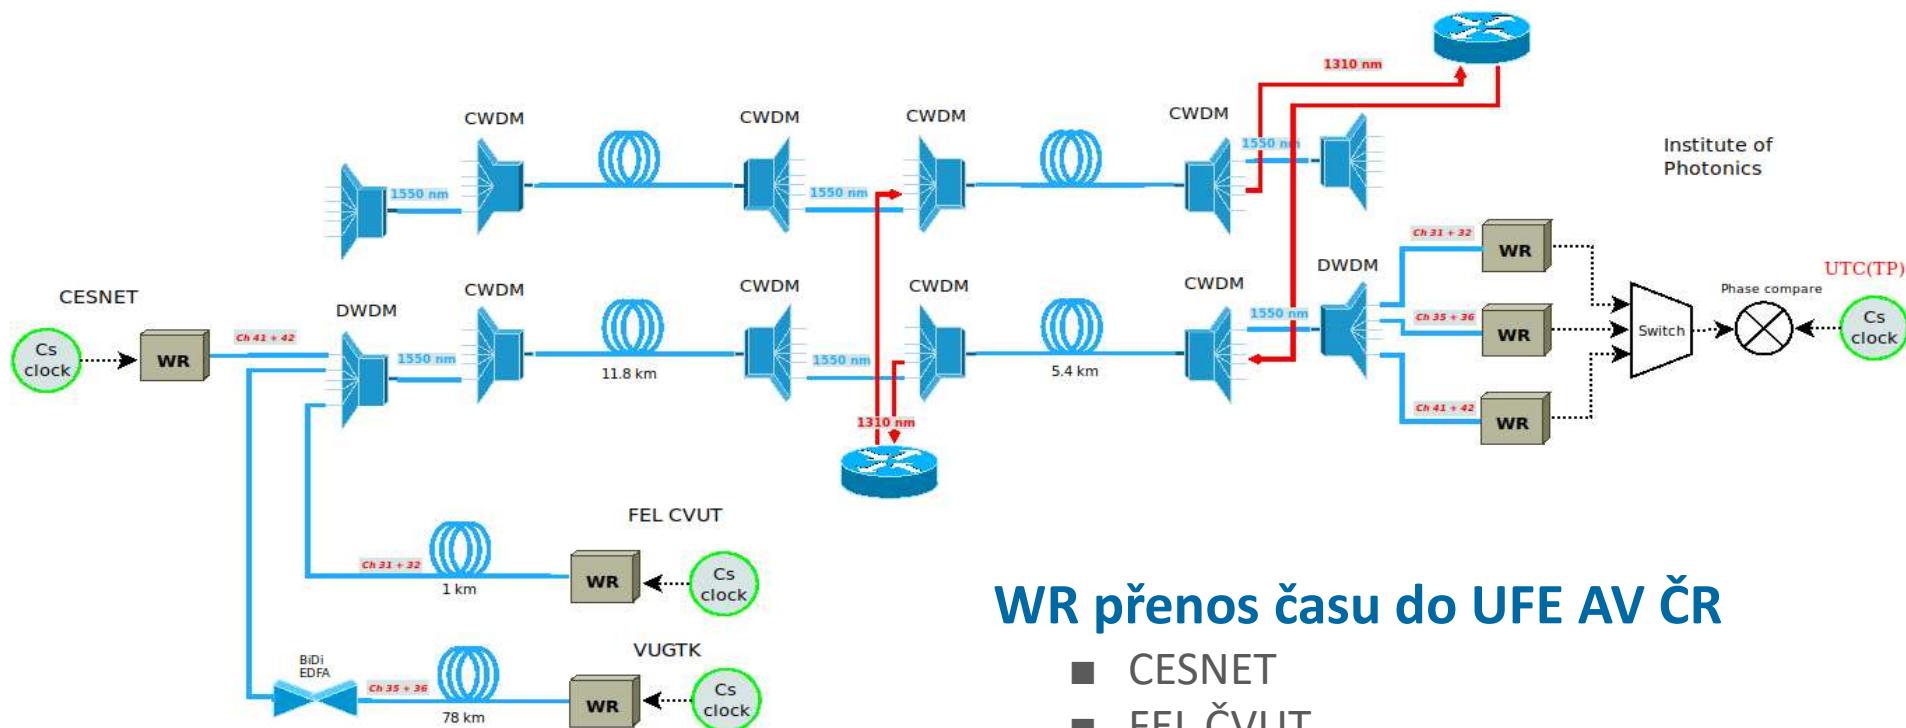 1310 nm
CWDM
CWDM
CWDM
CWDM
1550 nm
Institute of
Photonics
1550 nm
1550 nm
Ch 31 + 32
WR
UTC(TP)
CESNET
CWDM
CWDM
CWDM
CWDM
DWDM
DWDM
Phase compare
1550 nm
Ch 35 + 36
WR
Switch
Cs
clock
Cs
clock
WR
Ch 41 + 42
1550 nm
1550 nm
11.8 km
5.4 km
Ch 41 + 42
WR
1310 nm
FEL CVUT
Ch 31 + 32
1 km
WR
Cs
clock
WR přenos času do UFE AV ČR
VUGTK
BiDi
EDFA
Ch 35 + 36
78 km
WR
Cs
clock
■ CESNET
■ FEL ČVUT